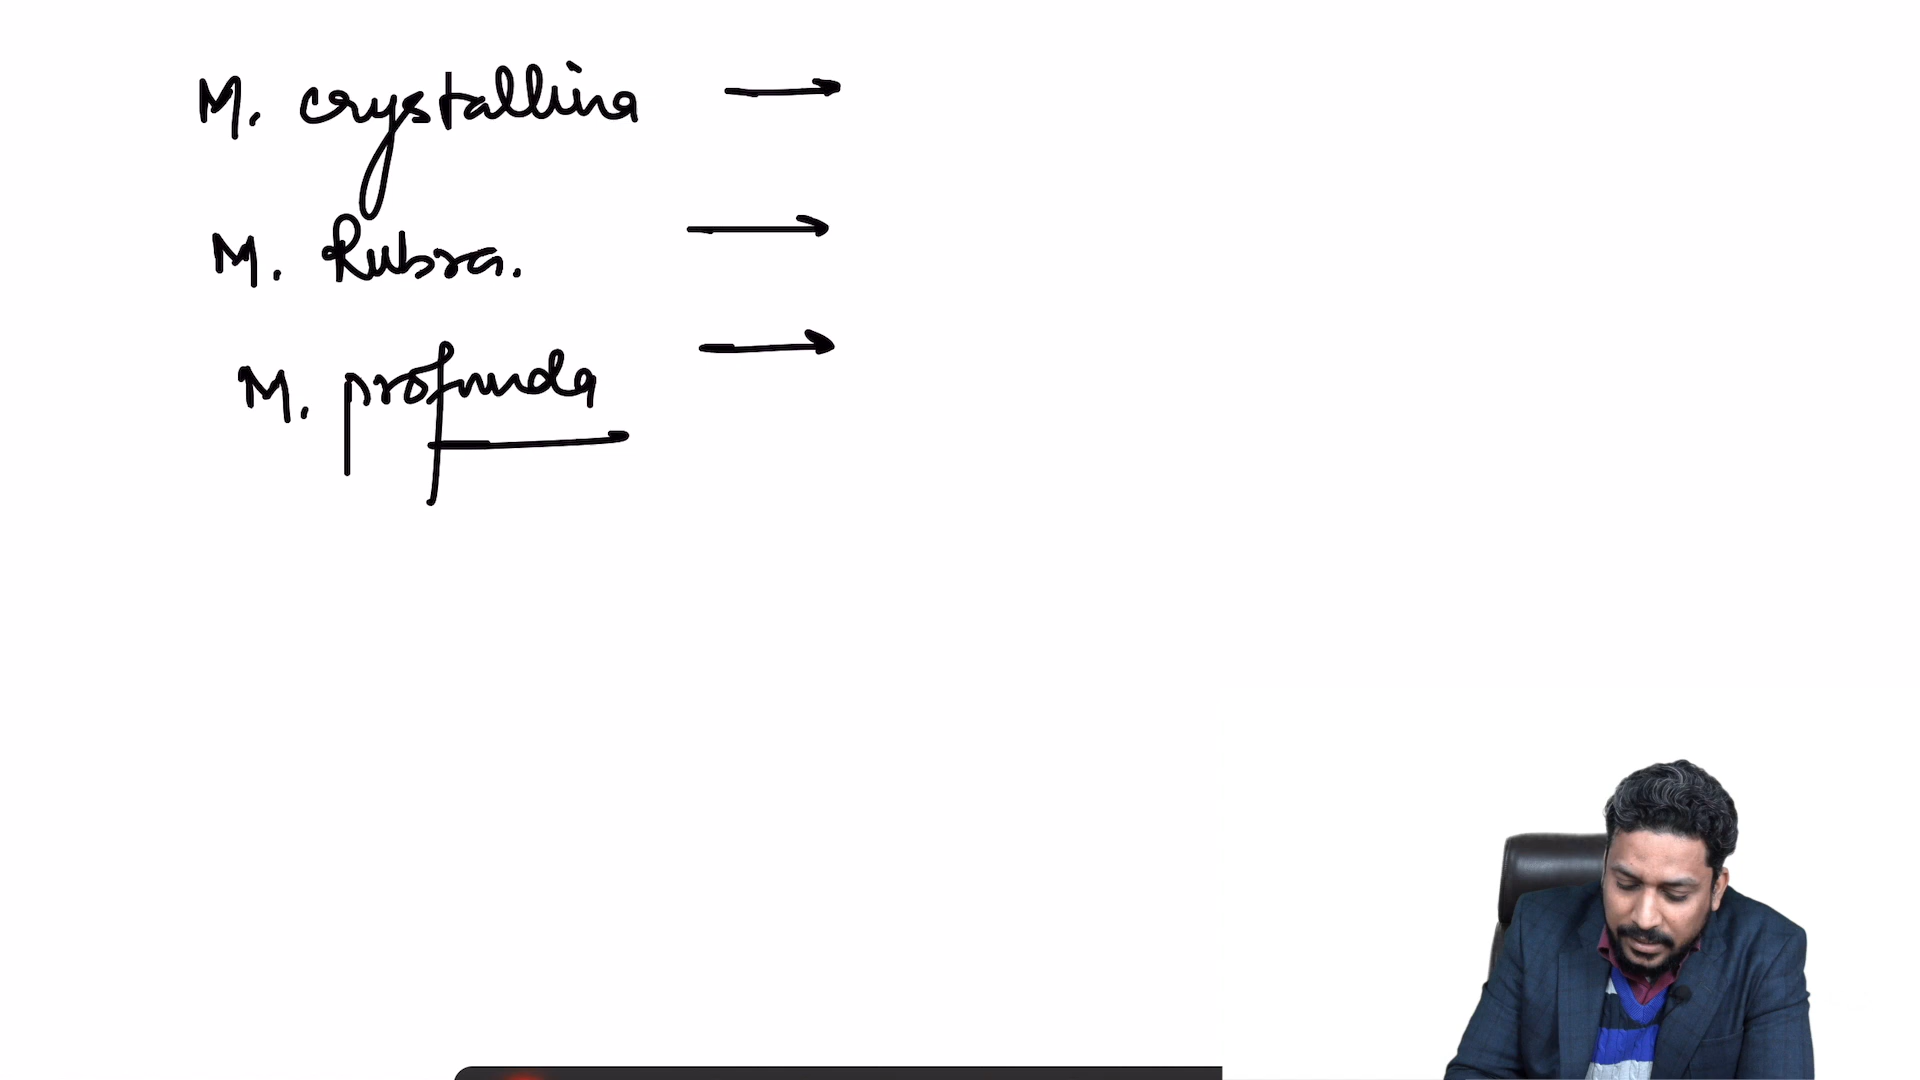 M. crystallina →
M. Rubra. →
M. profunda →